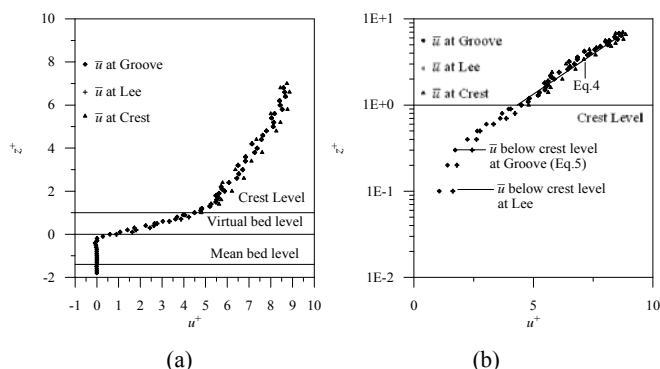 10
8
6
4
2
0
-2
z⁺
ū at Groove
ū at Lee
ū at Crest
Crest Level
Virtual bed level
Mean bed level
-1 0 1 2 3 4 5 6 7 8 9 10
u⁺
(a)
1E+1
1E+0
1E-1
1E-2
z⁺
ū at Groove
ū at Lee
ū at Crest
Eq.4
Crest Level
ū below crest level
at Groove (Eq.5)
ū below crest level
at Lee
0 5 10
u⁺
(b)